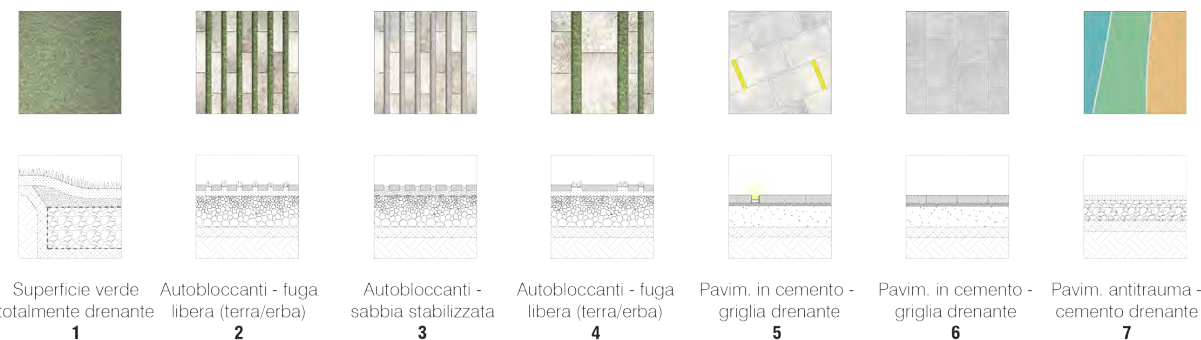 Superficie verde
totalmente drenante
1
Autobloccanti - fuga
libera (terra/erba)
2
Autobloccanti -
sabbia stabilizzata
3
Autobloccanti - fuga
libera (terra/erba)
4
Pavim. in cemento -
griglia drenante
5
Pavim. in cemento -
griglia drenante
6
Pavim. antitrauma -
cemento drenante
7